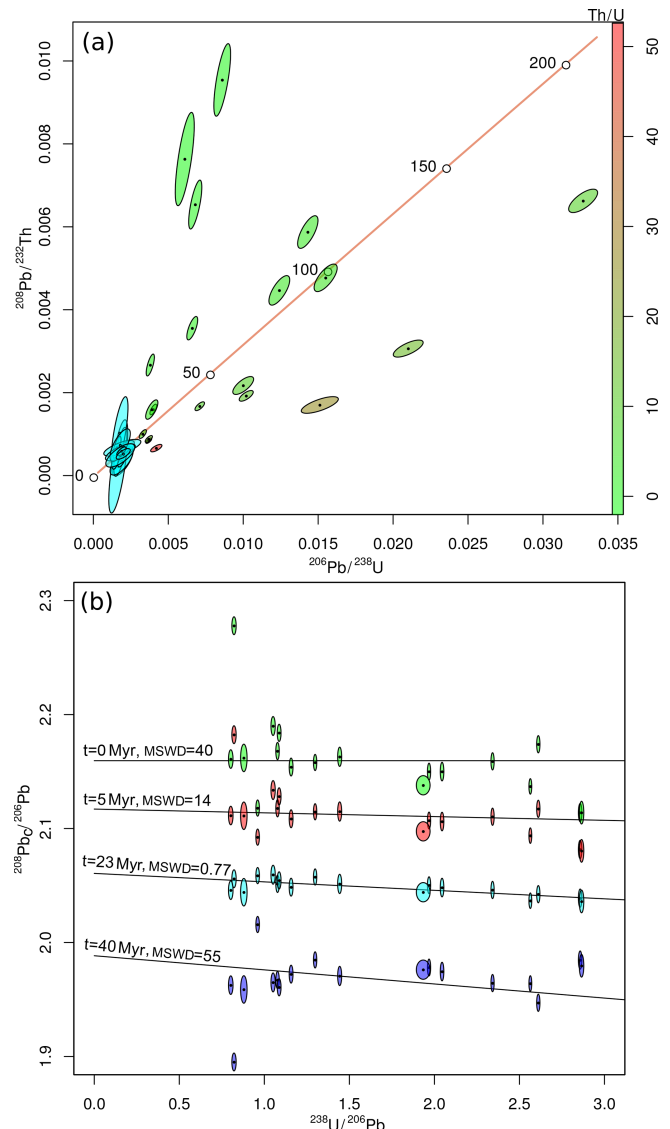 Th/U
(a)
0.010
0.008
0.006
0.004
0.002
0.000
²⁰⁸Pb/²³²Th
200
150
100
50
0
50
40
30
20
10
0
0.000 0.005 0.010 0.015 0.020 0.025 0.030 0.035
²⁰⁶Pb/²³⁸U
(b)
2.3
2.2
2.1
2.0
1.9
²⁰⁸Pbc/²⁰⁶Pb
t=0 Myr, MSWD=40
t=5 Myr, MSWD=14
t=23 Myr, MSWD=0.77
t=40 Myr, MSWD=55
0.0 0.5 1.0 1.5 2.0 2.5 3.0
²³⁸U/²⁰⁶Pb